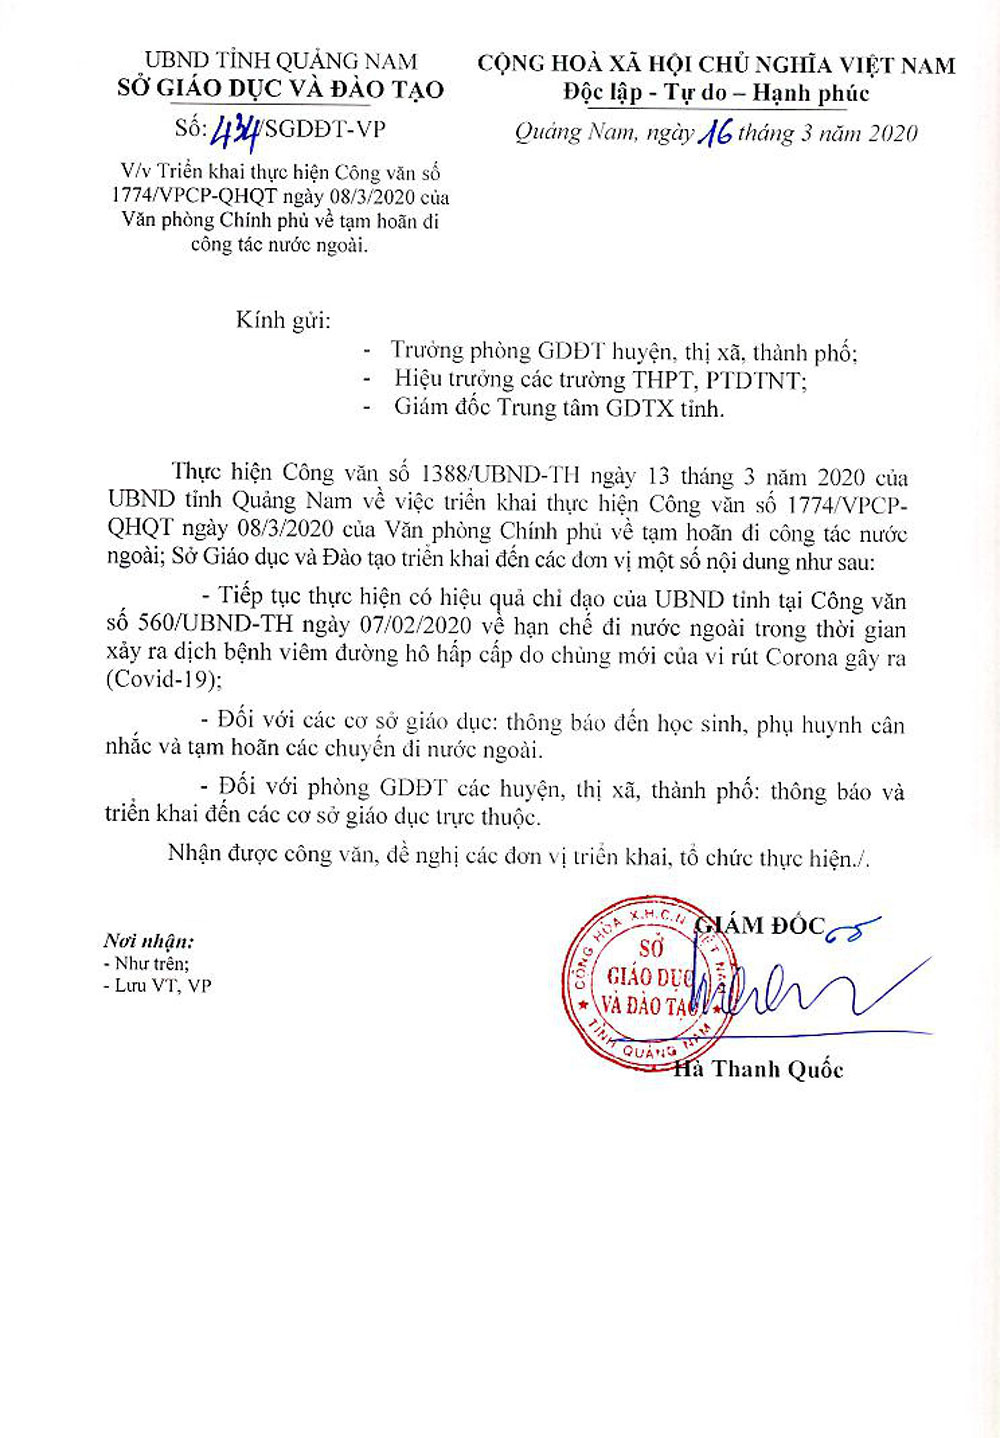 UBND TỈNH QUẢNG NAM
SỞ GIÁO DỤC VÀ ĐÀO TẠO
Số: 434/SGDĐT-VP
V/v Triển khai thực hiện Công văn số
1774/VPCP-QHQT ngày 08/3/2020 của
Văn phòng Chính phủ về tạm hoãn đi
công tác nước ngoài.
CỘNG HOÀ XÃ HỘI CHỦ NGHĨA VIỆT NAM
Độc lập - Tự do – Hạnh phúc
Quảng Nam, ngày 16 tháng 3 năm 2020
Kính gửi:
- Trưởng phòng GDĐT huyện, thị xã, thành phố;
- Hiệu trưởng các trường THPT, PTDTNT;
- Giám đốc Trung tâm GDTX tỉnh.
Thực hiện Công văn số 1388/UBND-TH ngày 13 tháng 3 năm 2020 của
UBND tỉnh Quảng Nam về việc triển khai thực hiện Công văn số 1774/VPCP-
QHQT ngày 08/3/2020 của Văn phòng Chính phủ về tạm hoãn đi công tác nước
ngoài; Sở Giáo dục và Đào tạo triển khai đến các đơn vị một số nội dung như sau:
- Tiếp tục thực hiện có hiệu quả chỉ đạo của UBND tỉnh tại Công văn
số 560/UBND-TH ngày 07/02/2020 về hạn chế đi nước ngoài trong thời gian
xảy ra dịch bệnh viêm đường hô hấp cấp do chủng mới của vi rút Corona gây ra
(Covid-19);
- Đối với các cơ sở giáo dục: thông báo đến học sinh, phụ huynh cân
nhắc và tạm hoãn các chuyến đi nước ngoài.
- Đối với phòng GDĐT các huyện, thị xã, thành phố: thông báo và
triển khai đến các cơ sở giáo dục trực thuộc.
Nhận được công văn, đề nghị các đơn vị triển khai, tổ chức thực hiện./.
Nơi nhận:
- Như trên;
- Lưu VT, VP
GIÁM ĐỐC
CỘNG HÒA X.H.C.N VIỆT NAM
SỞ
GIÁO DỤC
VÀ ĐÀO TẠO
TỈNH QUẢNG NAM
Hà Thanh Quốc